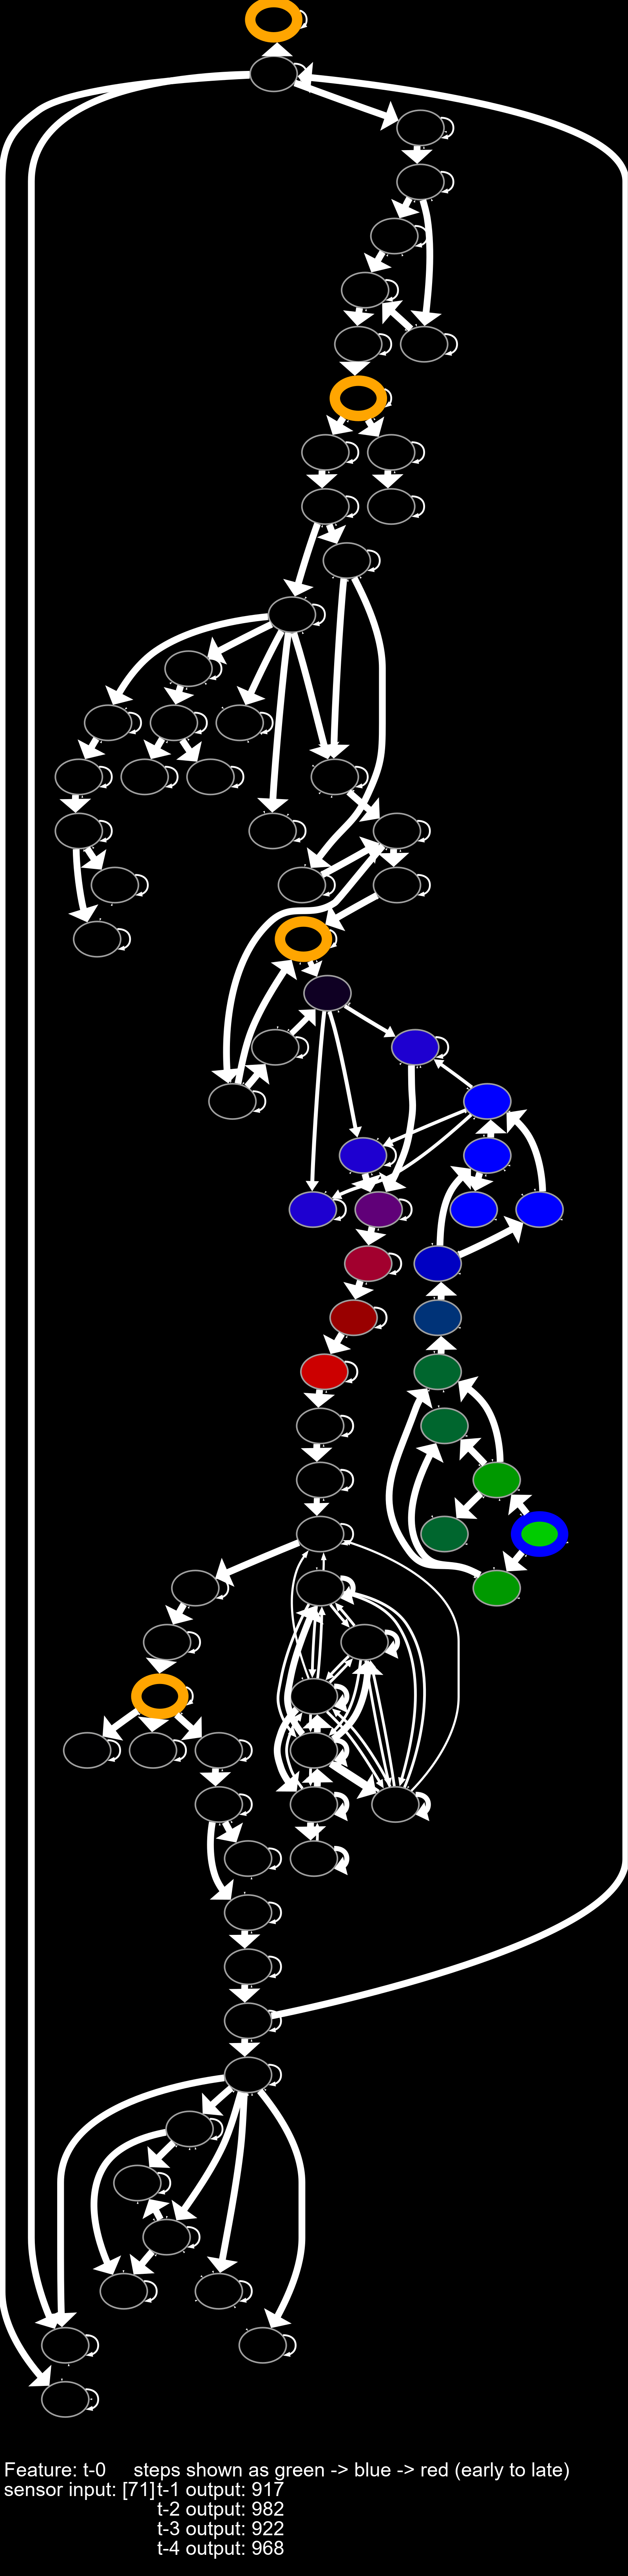 Feature: t-0 steps shown as green -> blue -> red (early to late)
sensor input: [71] t-1 output: 917
t-2 output: 982
t-3 output: 922
t-4 output: 968